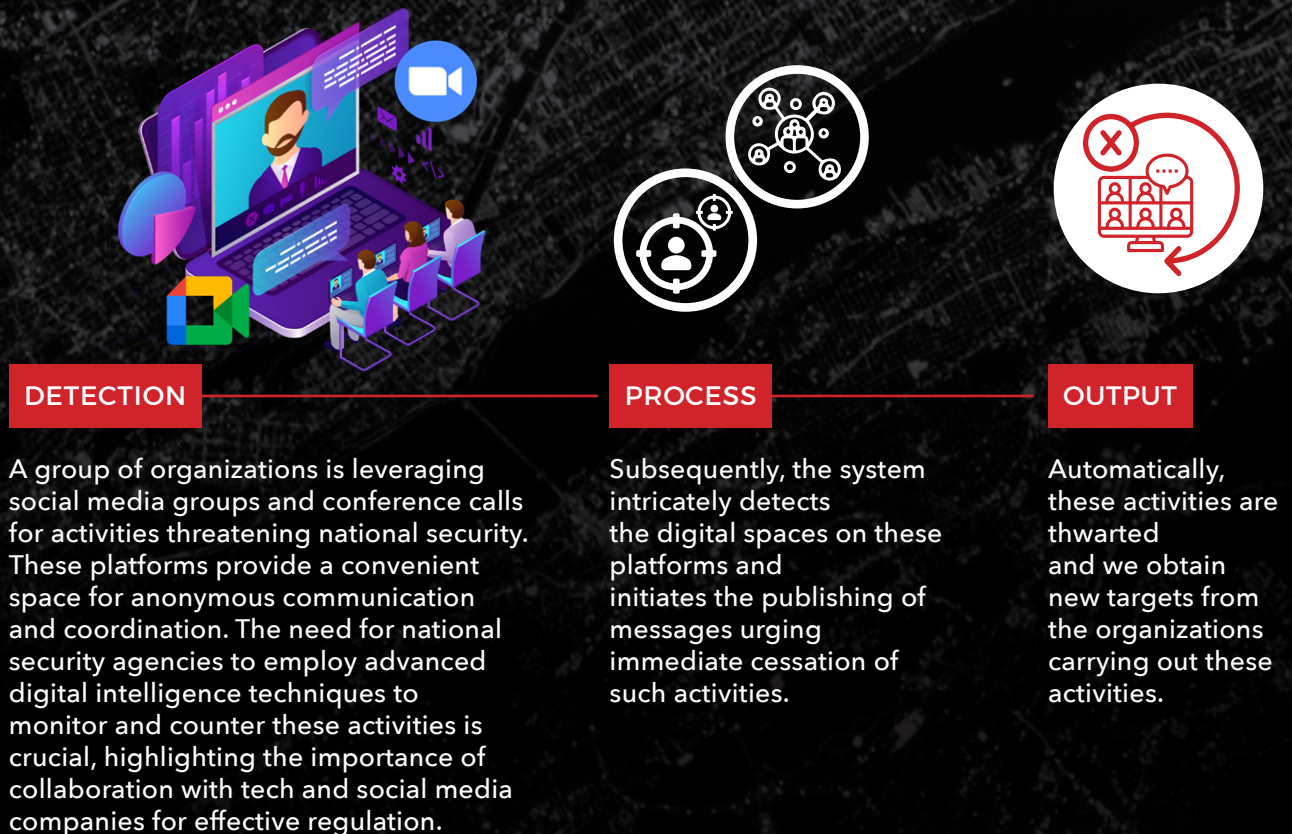 DETECTION
A group of organizations is leveraging
social media groups and conference calls
for activities threatening national security.
These platforms provide a convenient
space for anonymous communication
and coordination. The need for national
security agencies to employ advanced
digital intelligence techniques to
monitor and counter these activities is
crucial, highlighting the importance of
collaboration with tech and social media
companies for effective regulation.
PROCESS
Subsequently, the system
intricately detects
the digital spaces on these
platforms and
initiates the publishing of
messages urging
immediate cessation of
such activities.
OUTPUT
Automatically,
these activities are
thwarted
and we obtain
new targets from
the organizations
carrying out these
activities.